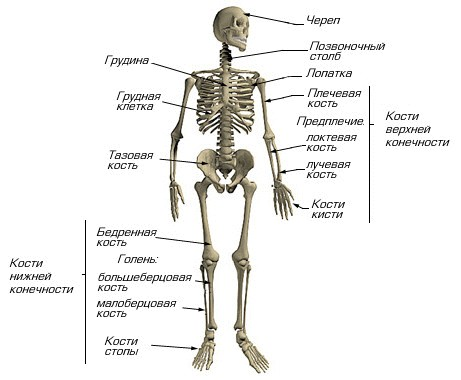 Череп
Позвоночный
столб
Грудина
Лопатка
Грудная
клетка
Плечевая
кость
Предплечие:
локтевая
кость
Кости
верхней
конечности
Тазовая
кость
лучевая
кость
Кости
кисти
Бедренная
кость
Голень:
Кости
нижней
конечности
большеберцовая
кость
малоберцовая
кость
Кости
стопы